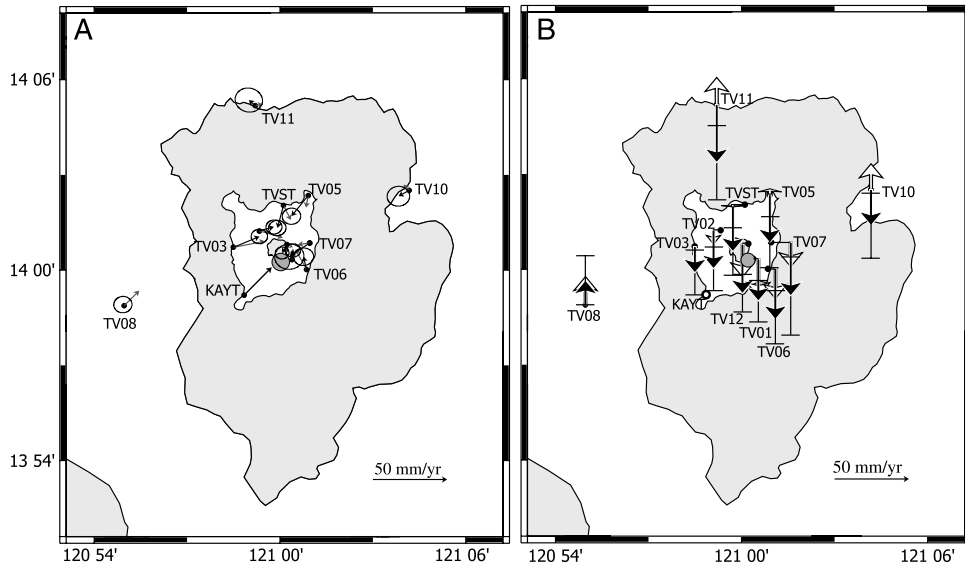 A
14 06'
TV11
TVST
TV05
TV10
TV03
TV07
14 00'
TV06
KAYT
TV08
13 54'
50 mm/yr
120 54'
121 00'
121 06'
B
TV11
TVST
TV05
TV10
TV02
TV03
TV07
KAYT
TV08
TV12
TV01
TV06
50 mm/yr
120 54'
121 00'
121 06'